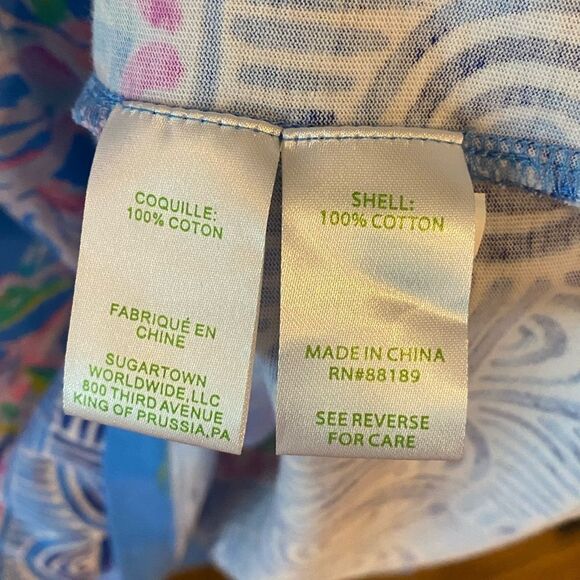 COQUILLE:
100% COTON
FABRIQUÉ EN
CHINE
SUGARTOWN
WORLDWIDE, LLC
800 THIRD AVENUE
KING OF PRUSSIA, PA
SHELL:
100% COTTON
MADE IN CHINA
RN#88189
SEE REVERSE
FOR CARE